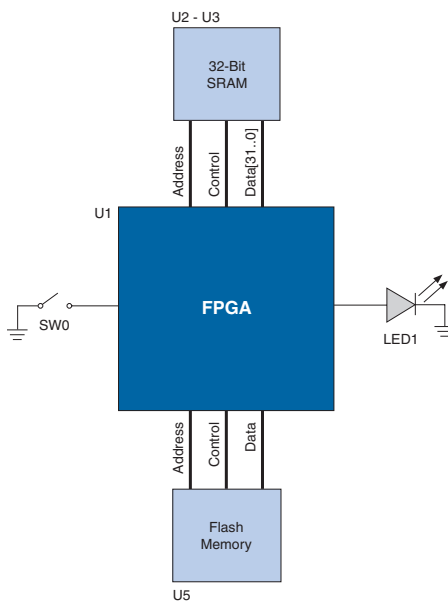 U2 - U3
32-Bit
SRAM
Address
Control
Data[31..0]
U1
FPGA
SW0
LED1
Address
Control
Data
Flash
Memory
U5